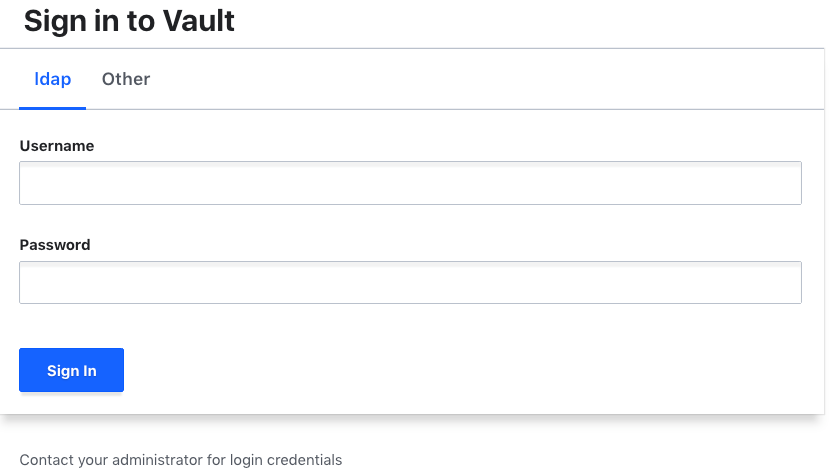 Sign in to Vault
ldap Other
Username
Password
Sign In
Contact your administrator for login credentials